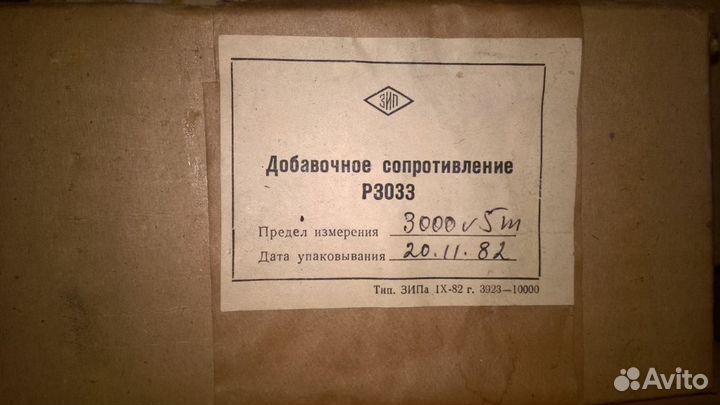 ЗИП
Добавочное сопротивление
Р3033
Предел измерения 3000 v 5 m
Дата упаковывания 20.11.82
Тип. ЗИПа IX-82 г. 3923—10000
Avito